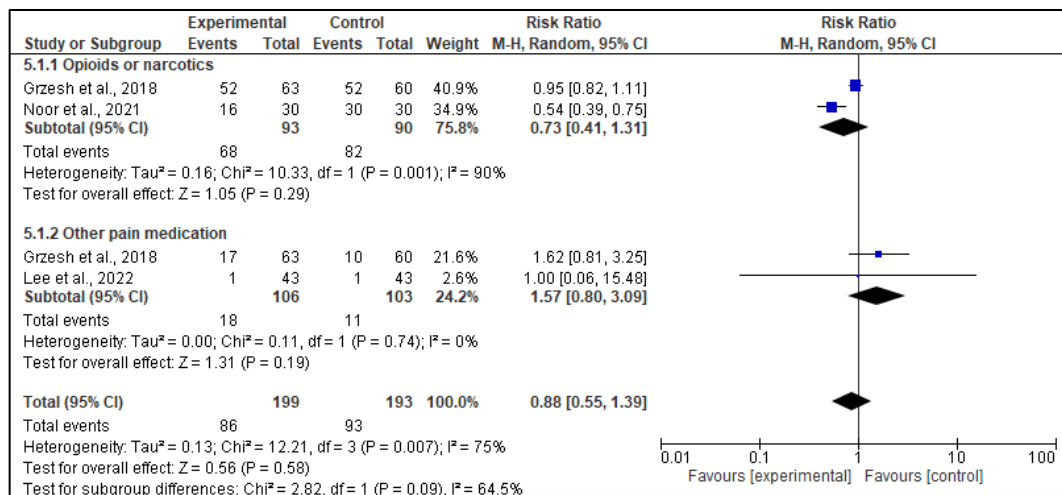 Experimental Control Risk Ratio Risk Ratio
Study or Subgroup Events Total Events Total Weight M-H, Random, 95% CI M-H, Random, 95% CI
5.1.1 Opioids or narcotics
Grzesh et al., 2018 52 63 52 60 40.9% 0.95 [0.82, 1.11]
Noor et al., 2021 16 30 30 30 34.9% 0.54 [0.39, 0.75]
Subtotal (95% CI) 93 90 75.8% 0.73 [0.41, 1.31]
Total events 68 82
Heterogeneity: Tau² = 0.16; Chi² = 10.33, df = 1 (P = 0.001); I² = 90%
Test for overall effect: Z = 1.05 (P = 0.29)
5.1.2 Other pain medication
Grzesh et al., 2018 17 63 10 60 21.6% 1.62 [0.81, 3.25]
Lee et al., 2022 1 43 1 43 2.6% 1.00 [0.06, 15.48]
Subtotal (95% CI) 106 103 24.2% 1.57 [0.80, 3.09]
Total events 18 11
Heterogeneity: Tau² = 0.00; Chi² = 0.11, df = 1 (P = 0.74); I² = 0%
Test for overall effect: Z = 1.31 (P = 0.19)
Total (95% CI) 199 193 100.0% 0.88 [0.55, 1.39]
Total events 86 93
Heterogeneity: Tau² = 0.13; Chi² = 12.21, df = 3 (P = 0.007); I² = 75%
Test for overall effect: Z = 0.56 (P = 0.58)
Test for subgroup differences: Chi² = 2.82, df = 1 (P = 0.09), I² = 64.5%
0.01 0.1 1 10 100
Favours [experimental] Favours [control]